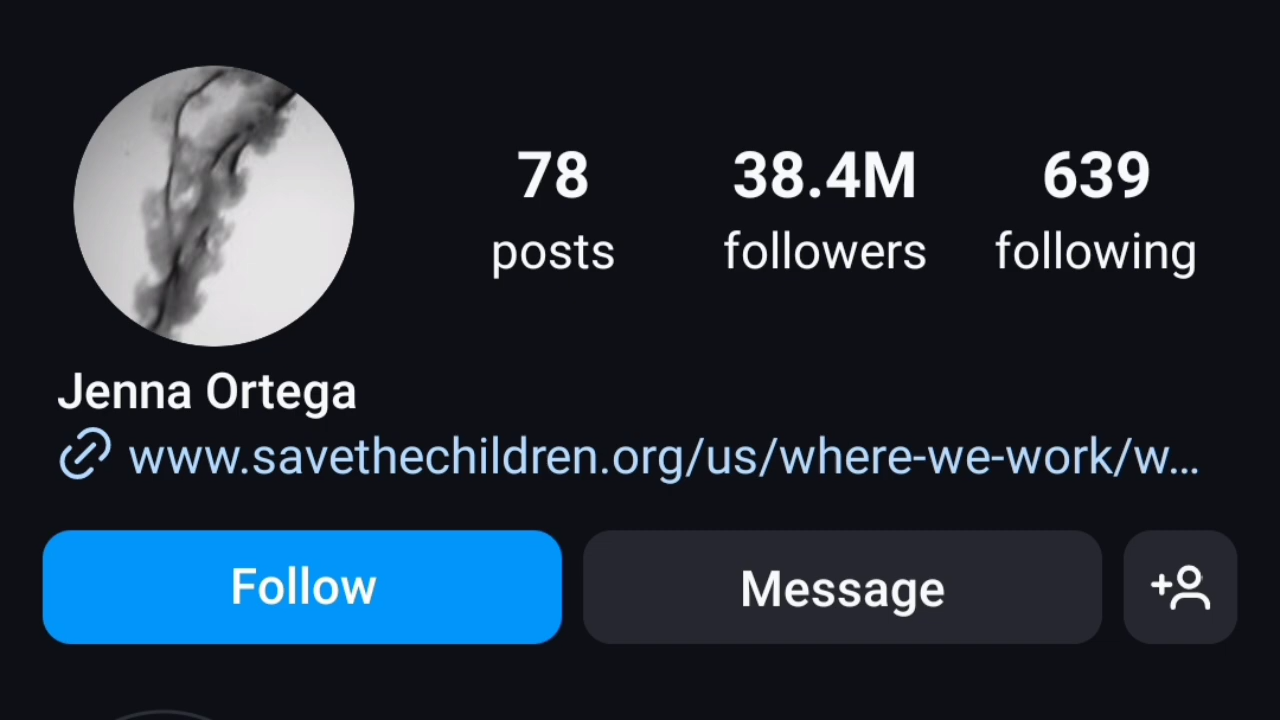 78 38.4M 639
posts followers following
Jenna Ortega
www.savethechildren.org/us/where-we-work/w...
Follow Message